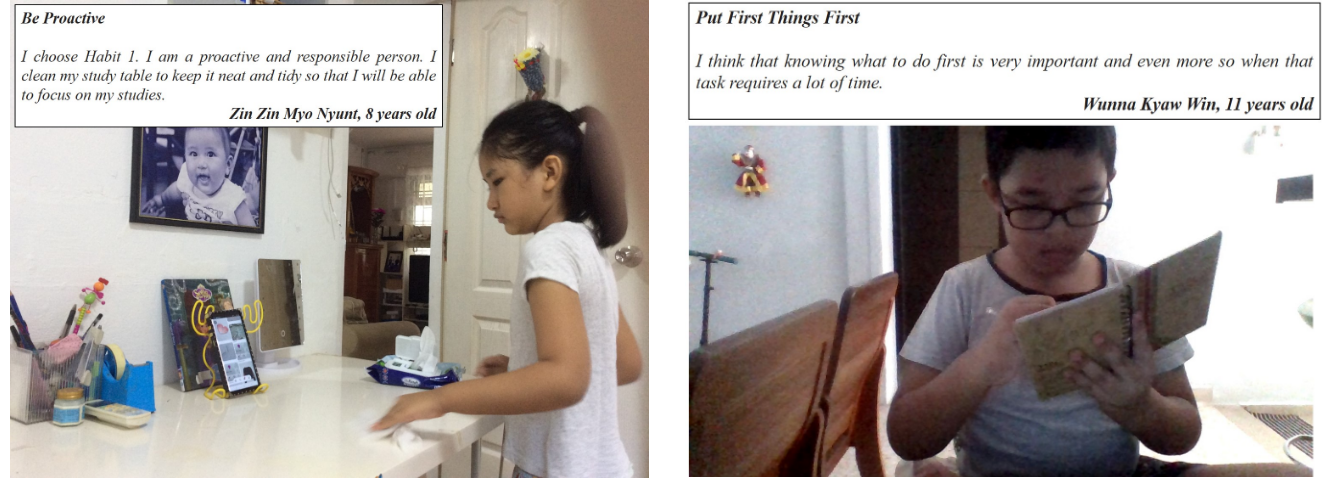 Be Proactive
I choose Habit 1. I am a proactive and responsible person. I
clean my study table to keep it neat and tidy so that I will be able
to focus on my studies.
Zin Zin Myo Nyunt, 8 years old
Put First Things First
I think that knowing what to do first is very important and even more so when that
task requires a lot of time.
Wunna Kyaw Win, 11 years old